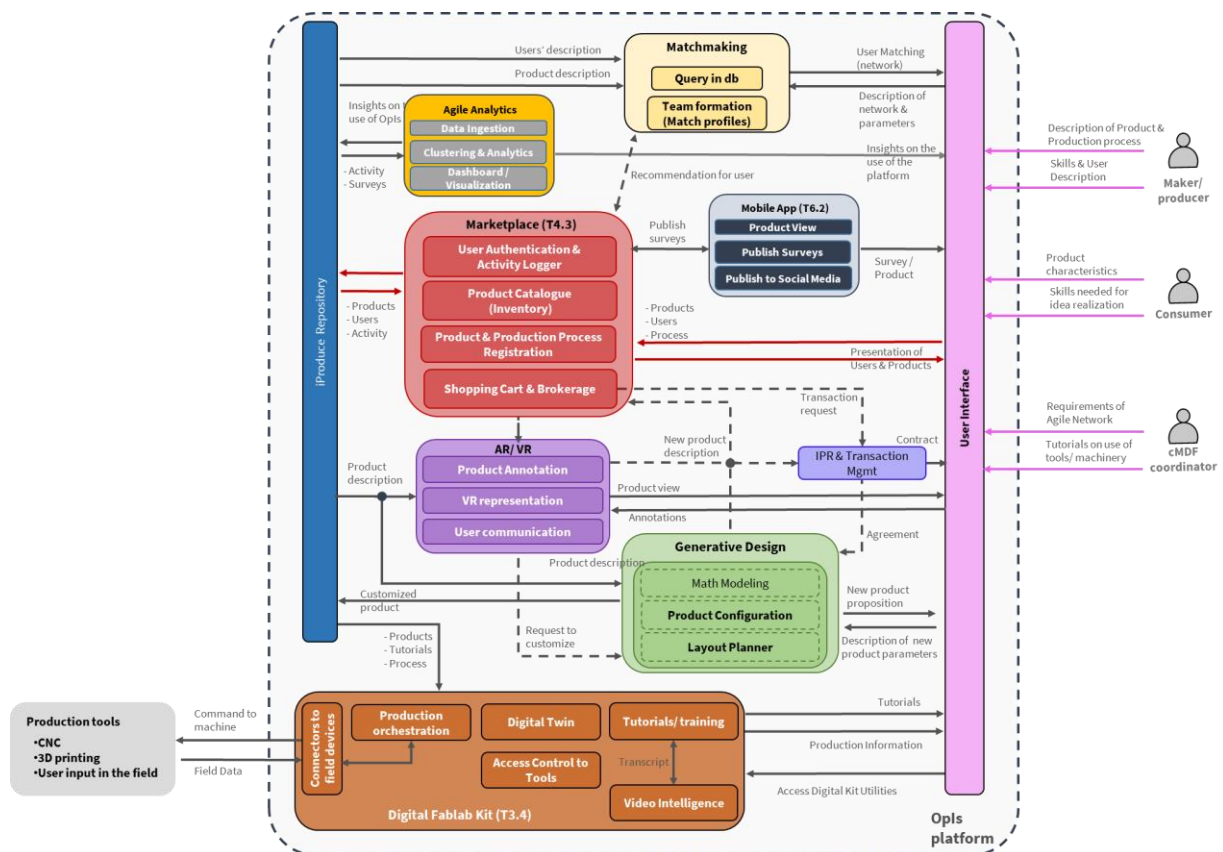 Users' description
Product description
Matchmaking
Query in db
Team formation
(Match profiles)
User Matching
(network)
Description of
network &
parameters
Insights on t
use of OpIs
- Activity
- Surveys
Agile Analytics
Data Ingestion
Clustering & Analytics
Dashboard /
Visualization
Insights on the
use of the
platform
Recommendation for user
Description of Product &
Production process
Skills & User
Description
Maker/
producer
Marketplace (T4.3)
User Authentication &
Activity Logger
Product Catalogue
(Inventory)
Product & Production Process
Registration
Shopping Cart & Brokerage
Publish
surveys
Mobile App (T6.2)
Product View
Publish Surveys
Publish to Social Media
Survey /
Product
- Products
- Users
- Activity
- Products
- Users
- Process
Presentation of
Users & Products
Product
characteristics
Skills needed for
idea realization
Consumer
iProduce Repository
User Interface
Transaction
request
New product
description
IPR & Transaction
Mgmt
Contract
Requirements of
Agile Network
Tutorials on use of
tools/ machinery
cMDF
coordinator
Product
description
AR/ VR
Product Annotation
VR representation
User communication
Product view
Annotations
Agreement
Product description
Customized
product
Generative Design
Math Modeling
Product Configuration
Layout Planner
New product
proposition
Description of new
product parameters
Request to
customize
- Products
- Tutorials
- Process
Production tools
•CNC
•3D printing
•User input in the field
Command to
machine
Field Data
Connectors to
field devices
Production
orchestration
Digital Twin
Access Control to
Tools
Tutorials/ training
Transcript
Video Intelligence
Digital Fablab Kit (T3.4)
Tutorials
Production Information
Access Digital Kit Utilities
OpIs
platform